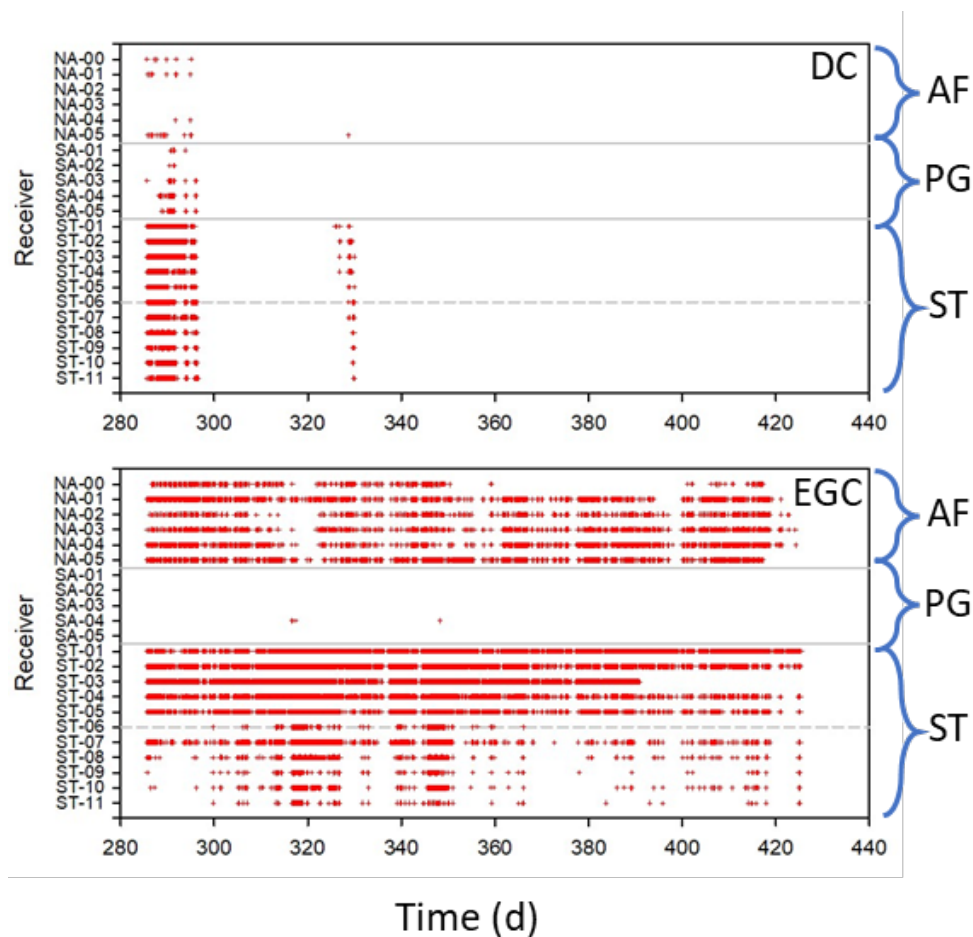 DC
Receiver
NA-00
NA-01
NA-02
NA-03
NA-04
NA-05
SA-01
SA-02
SA-03
SA-04
SA-05
ST-01
ST-02
ST-03
ST-04
ST-05
ST-06
ST-07
ST-08
ST-09
ST-10
ST-11
AF
PG
ST
280 300 320 340 360 380 400 420 440
EGC
Receiver
NA-00
NA-01
NA-02
NA-03
NA-04
NA-05
SA-01
SA-02
SA-03
SA-04
SA-05
ST-01
ST-02
ST-03
ST-04
ST-05
ST-06
ST-07
ST-08
ST-09
ST-10
ST-11
AF
PG
ST
280 300 320 340 360 380 400 420 440
Time (d)